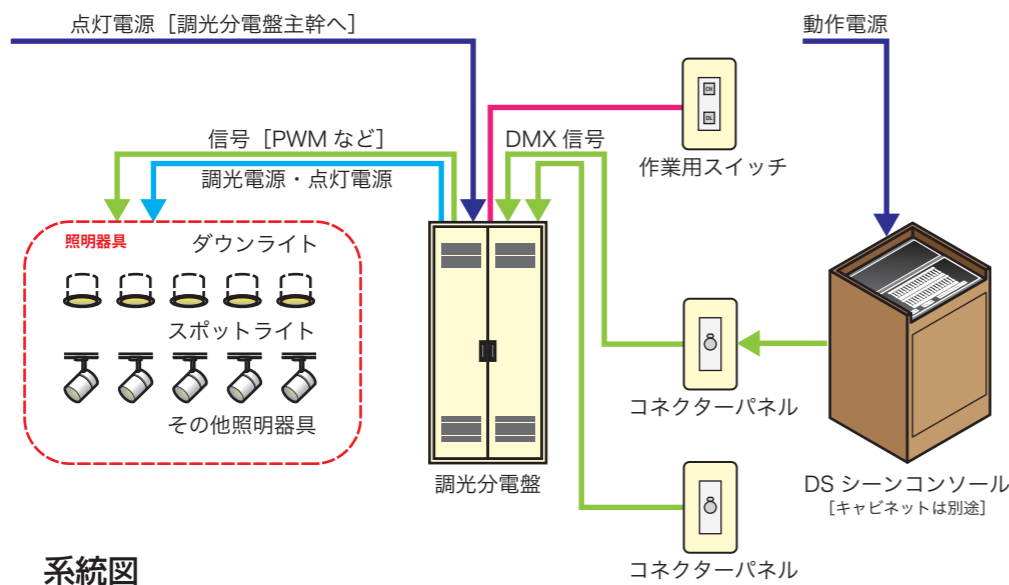 点灯電源［調光分電盤主幹へ］
動作電源
信号［PWM など］
DMX 信号
調光電源・点灯電源
作業用スイッチ
照明器具
ダウンライト
スポットライト
その他照明器具
調光分電盤
コネクターパネル
DS シーンコンソール
［キャビネットは別途］
コネクターパネル
系統図